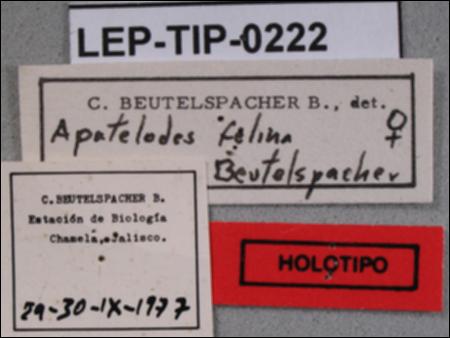 LEP-TIP-0222
C. BEUTELSPACHER B., det.
Apatelodes felina ♀
Beutelspacher
C. BEUTELSPACHER B.
Estación de Biología
Chamela, Jalisco.
29-30-IX-1977
HOLOTIPO